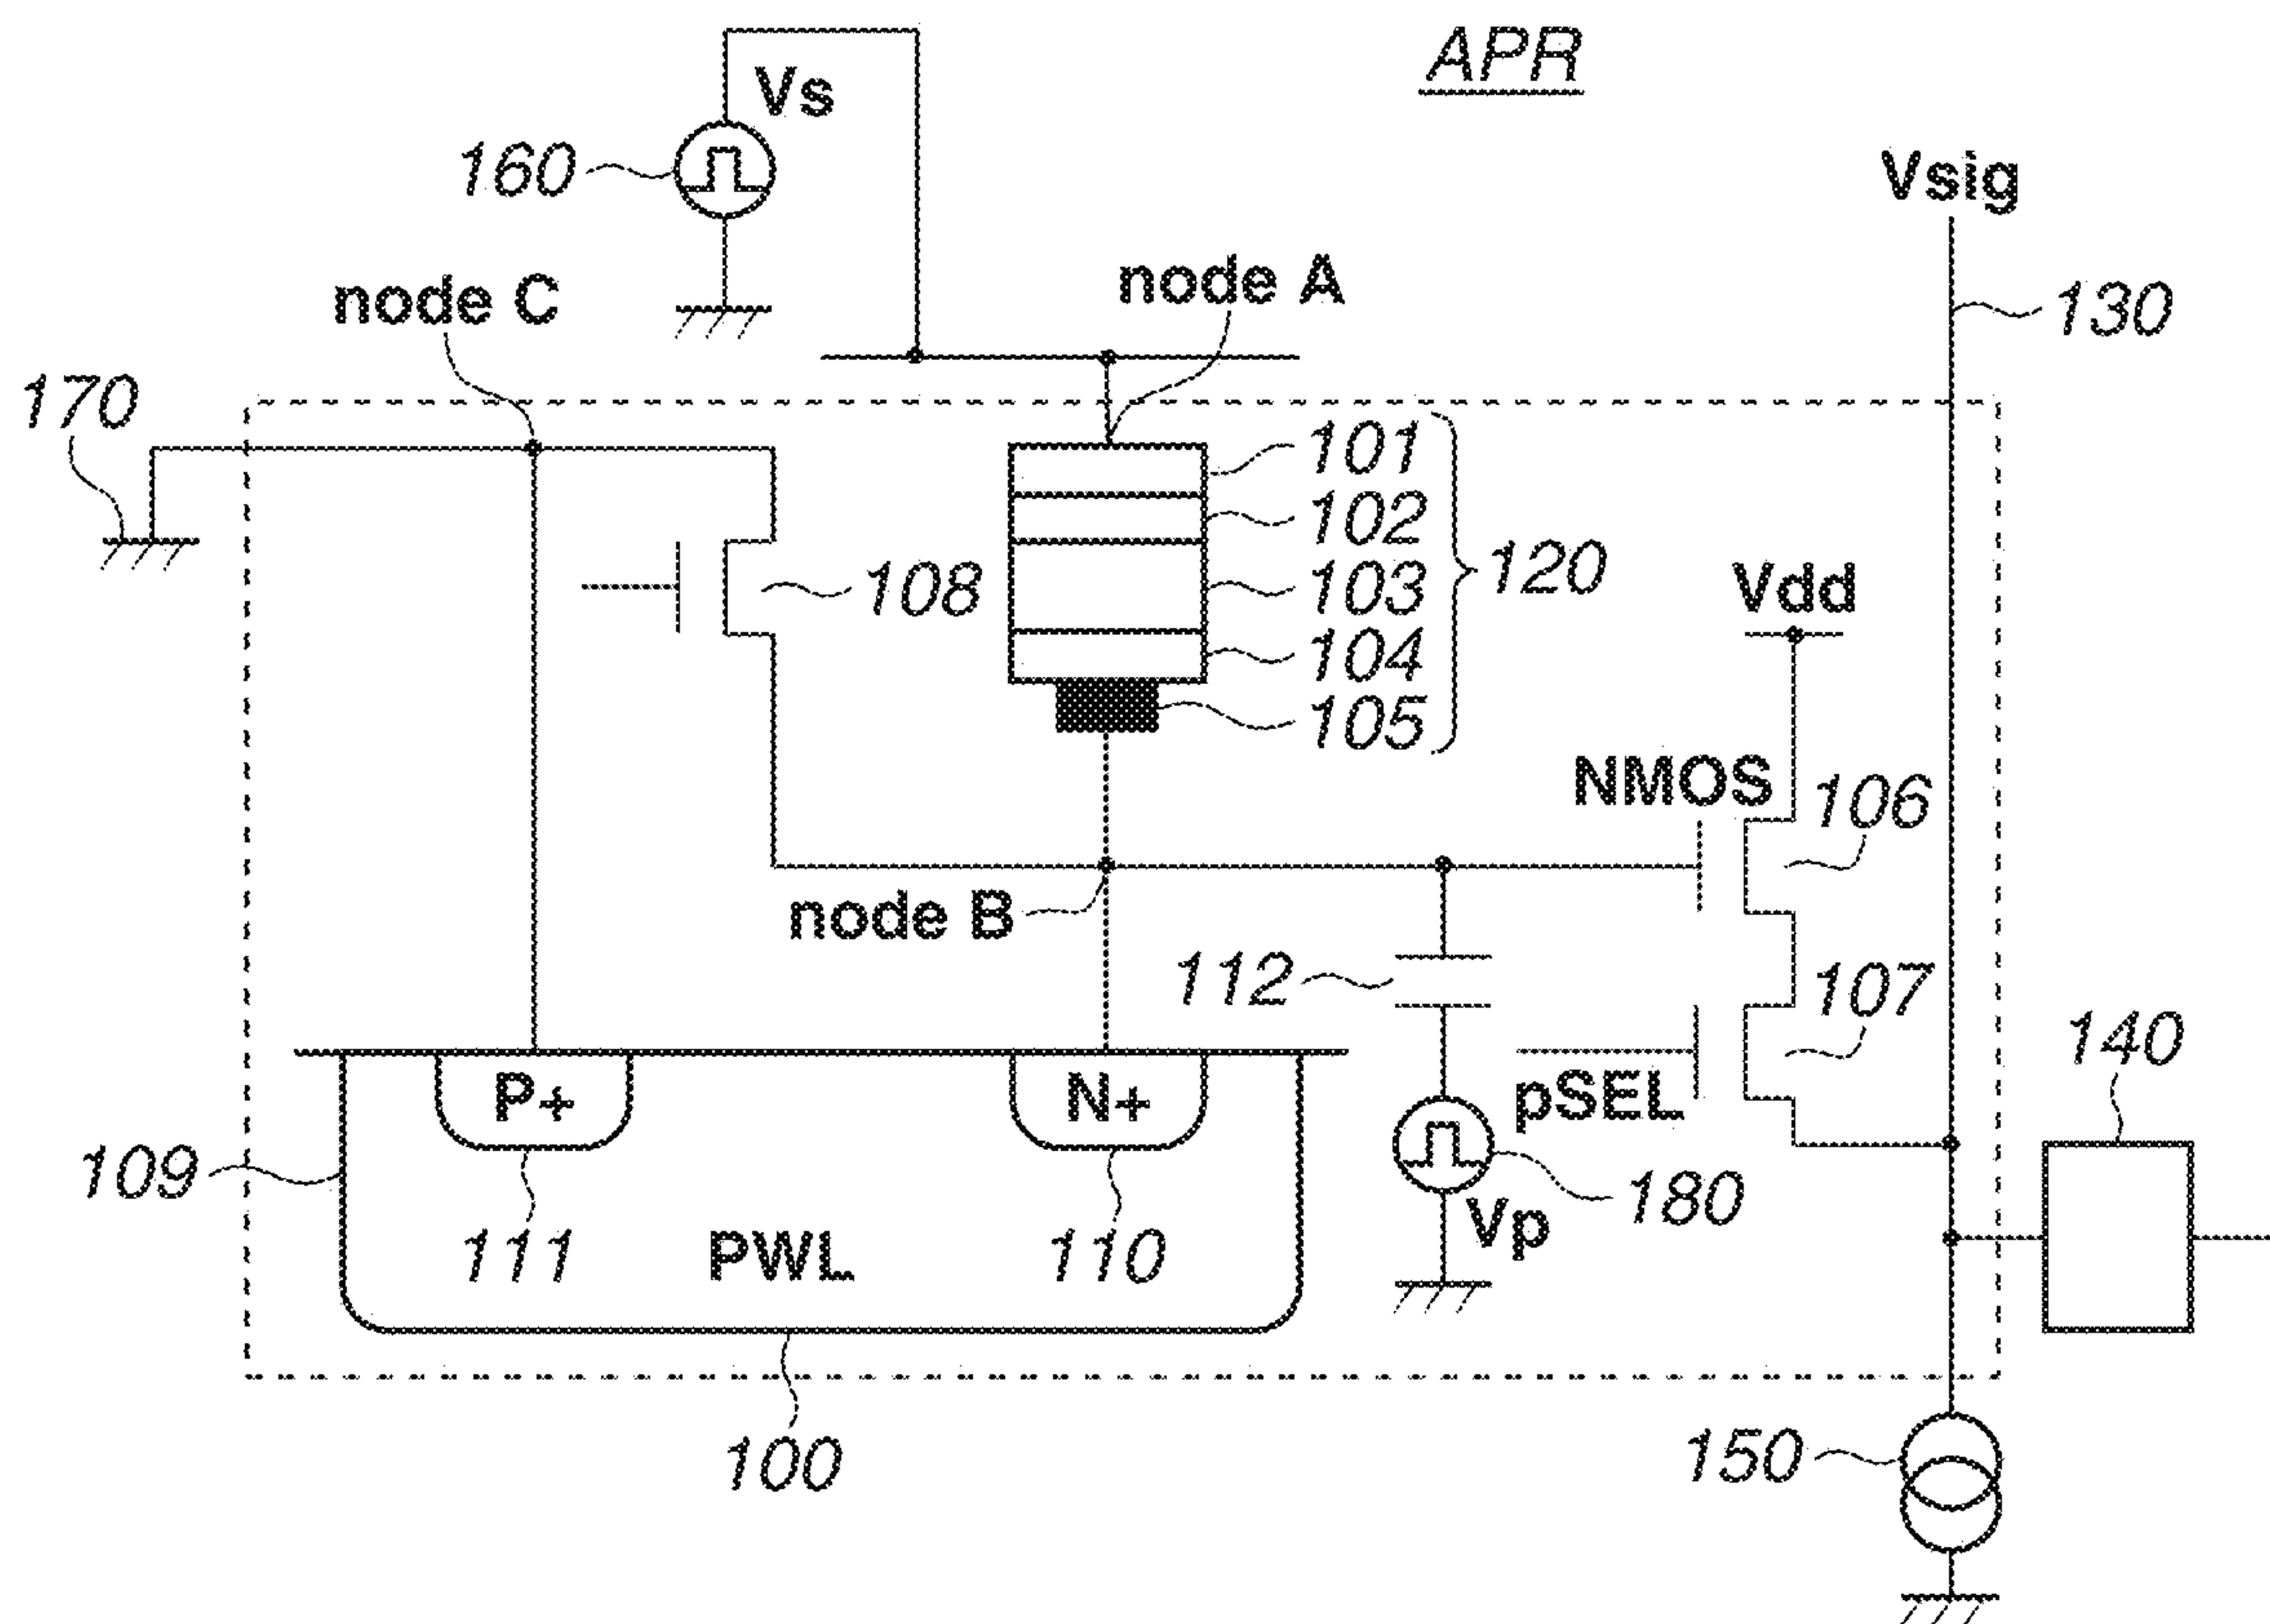 APR
Vs
160
Vsig
node A
node C
130
170
101
102
103
120
104
105
108
Vdd
NMOS
106
node B
112
107
140
P+
N+
pSEL
109
180
Vp
111
PWL
110
100
150